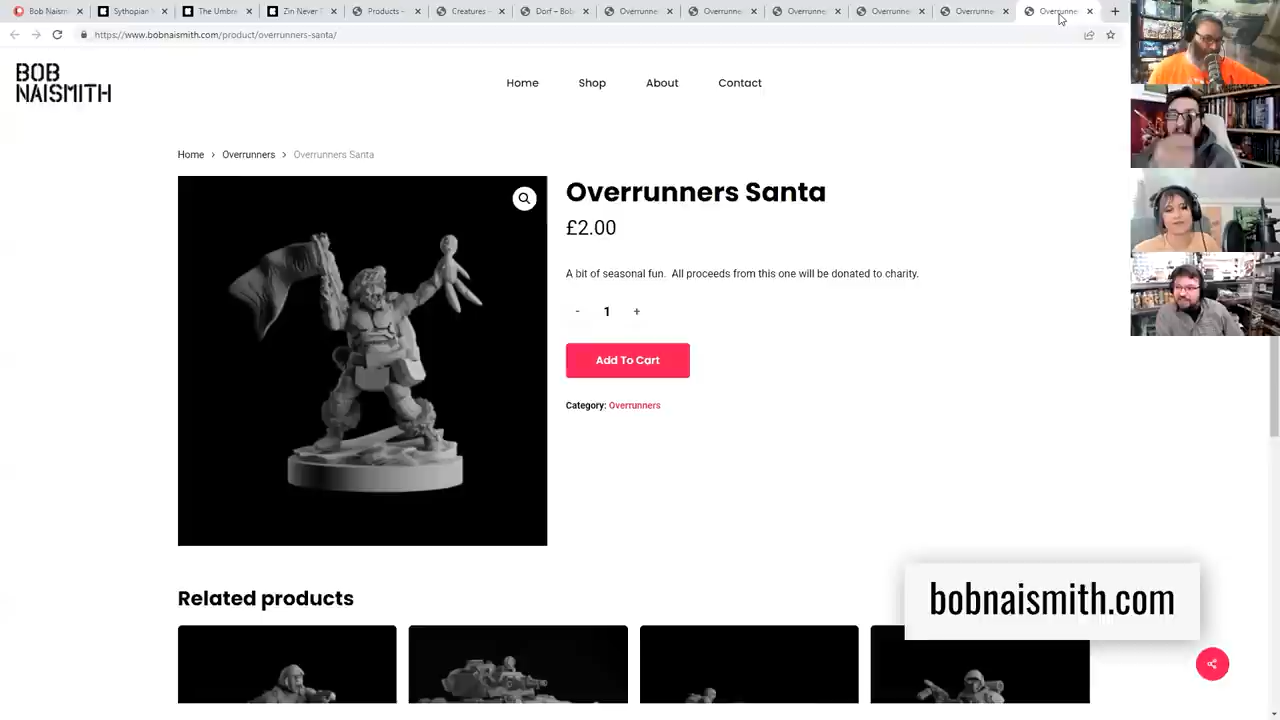 Bob Naism
Sythopian
The Umbre
Zin Never
Products -
Creatures –
Dorf – Bob
Overrunne
Overrunne
Overrunne
Overrunne
Overrunne
Overrunne
https://www.bobnaismith.com/product/overrunners-santa/
BOB
NAISMITH
Home
Shop
About
Contact
Home > Overrunners > Overrunners Santa
Overrunners Santa
£2.00
A bit of seasonal fun. All proceeds from this one will be donated to charity.
- 1 +
Add To Cart
Category: Overrunners
Related products
bobnaismith.com